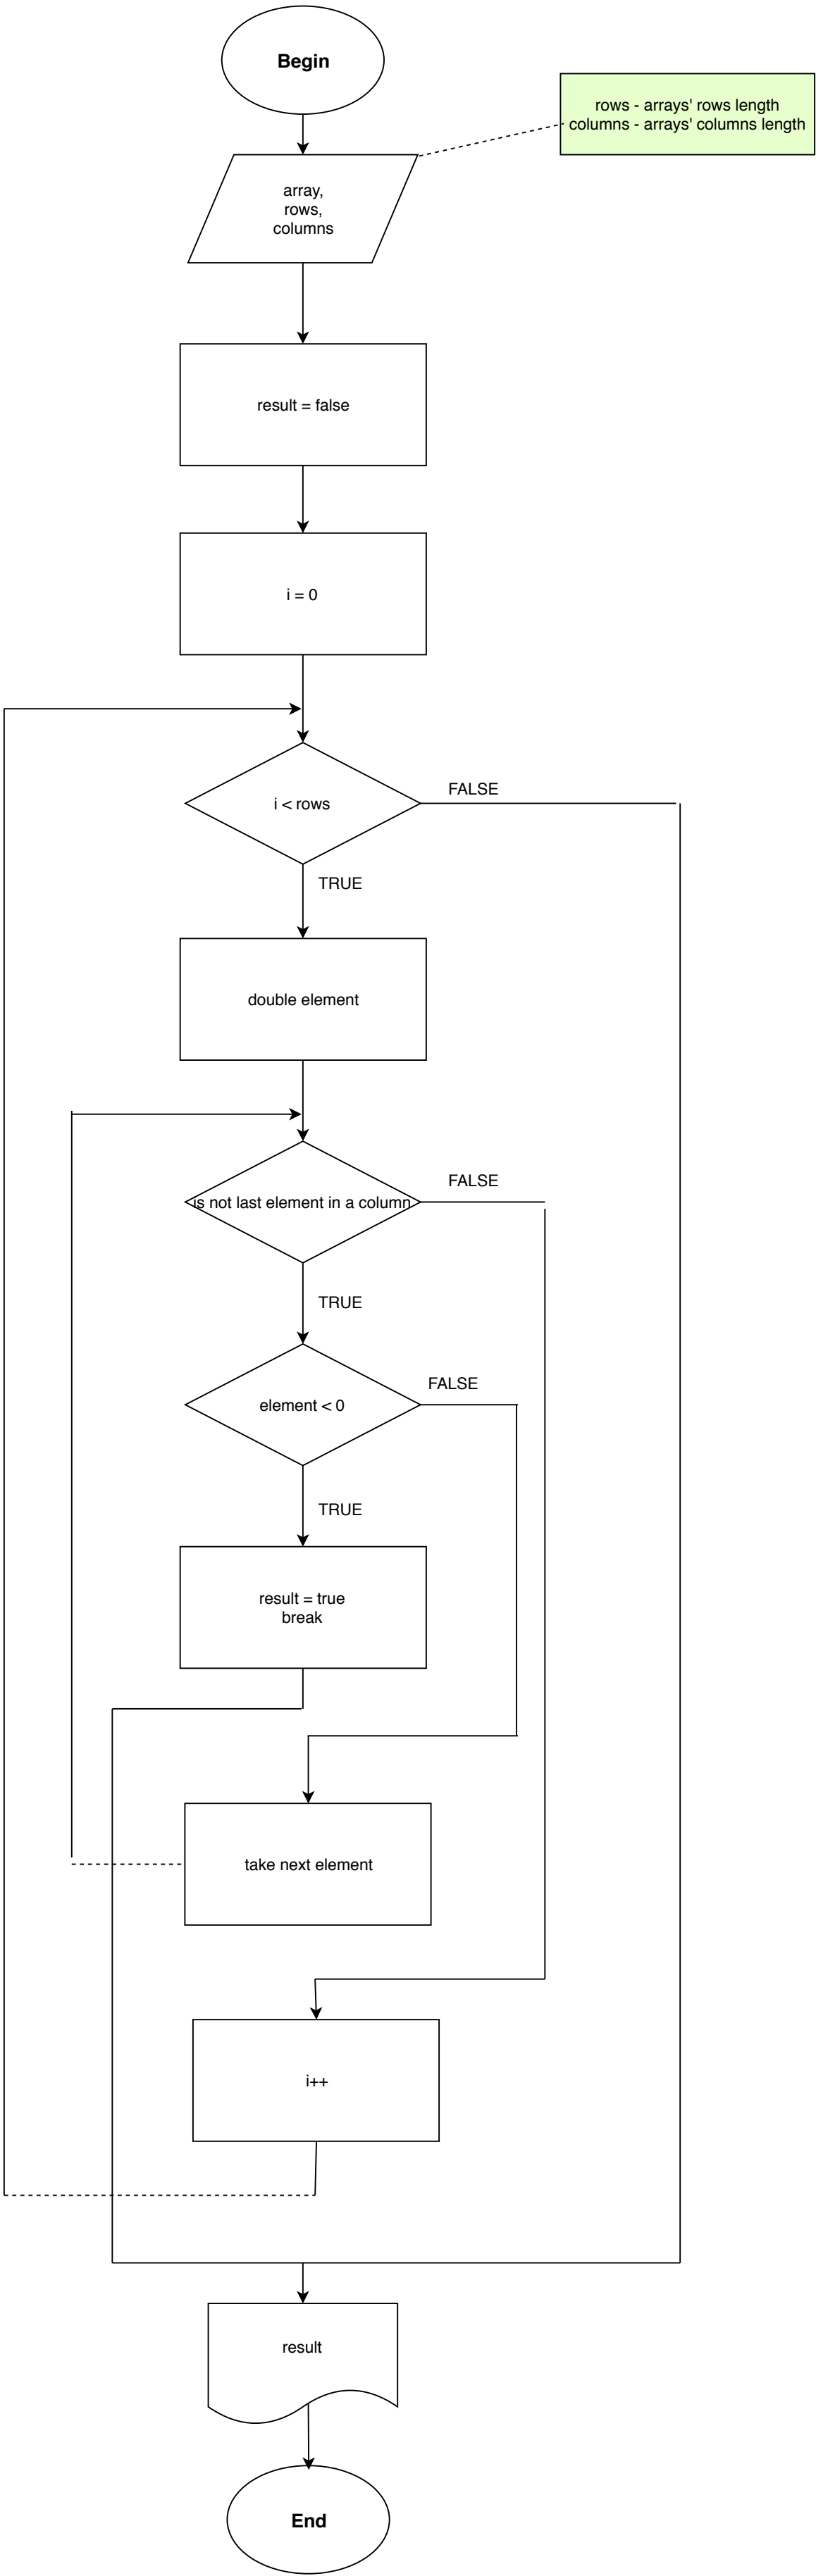 Begin
rows - arrays' rows length
columns - arrays' columns length
array,
rows,
columns
result = false
i = 0
i < rows
FALSE
TRUE
double element
is not last element in a column
FALSE
TRUE
element < 0
FALSE
TRUE
result = true
break
take next element
i++
result
End